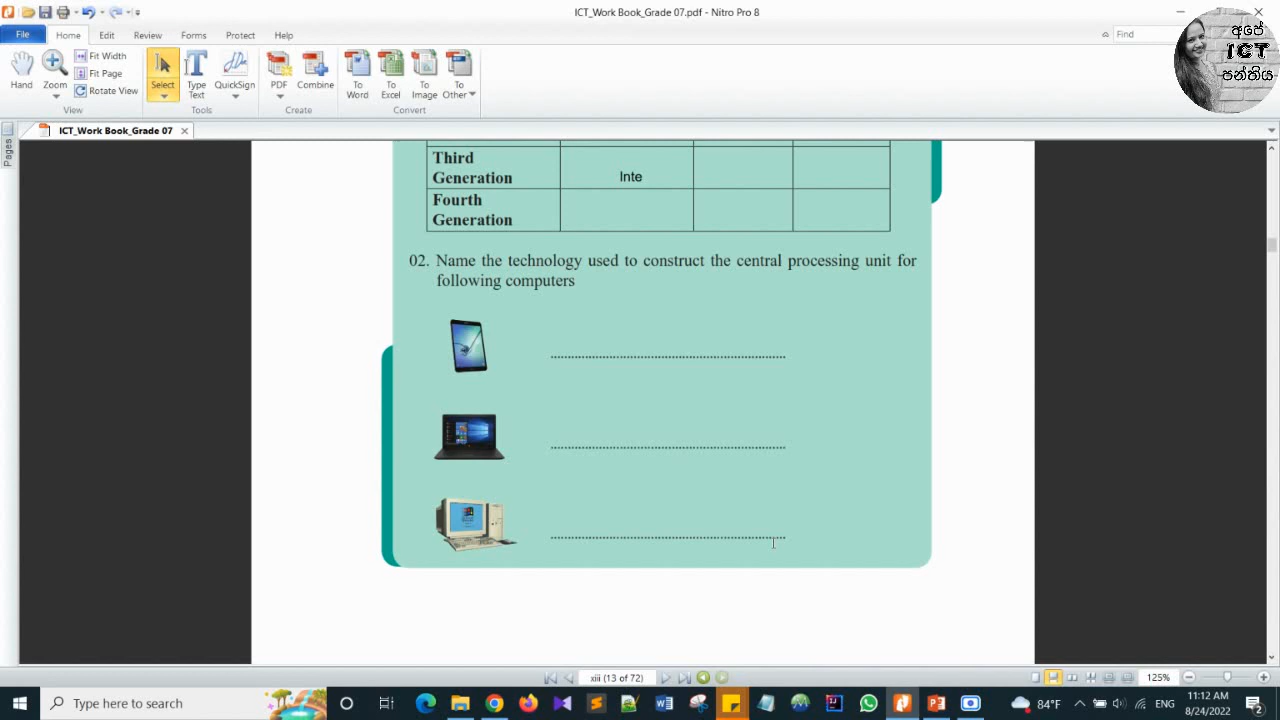 ICT_Work Book_Grade 07.pdf - Nitro Pro 8
File Home Edit Review Forms Protect Help
Find
අපේ
ICT
පන්තිය
Hand
Zoom
Fit Width
Fit Page
Rotate View
View
Select
Type Text
QuickSign
Tools
PDF
Combine
Create
To Word
To Excel
To Image
To Other
Convert
ICT_Work Book_Grade 07
Pages
Third
Generation
Inte
Fourth
Generation
02. Name the technology used to construct the central processing unit for
following computers
xiii (13 of 72)
125%
Type here to search
84°F
ENG
11:12 AM
8/24/2022
2